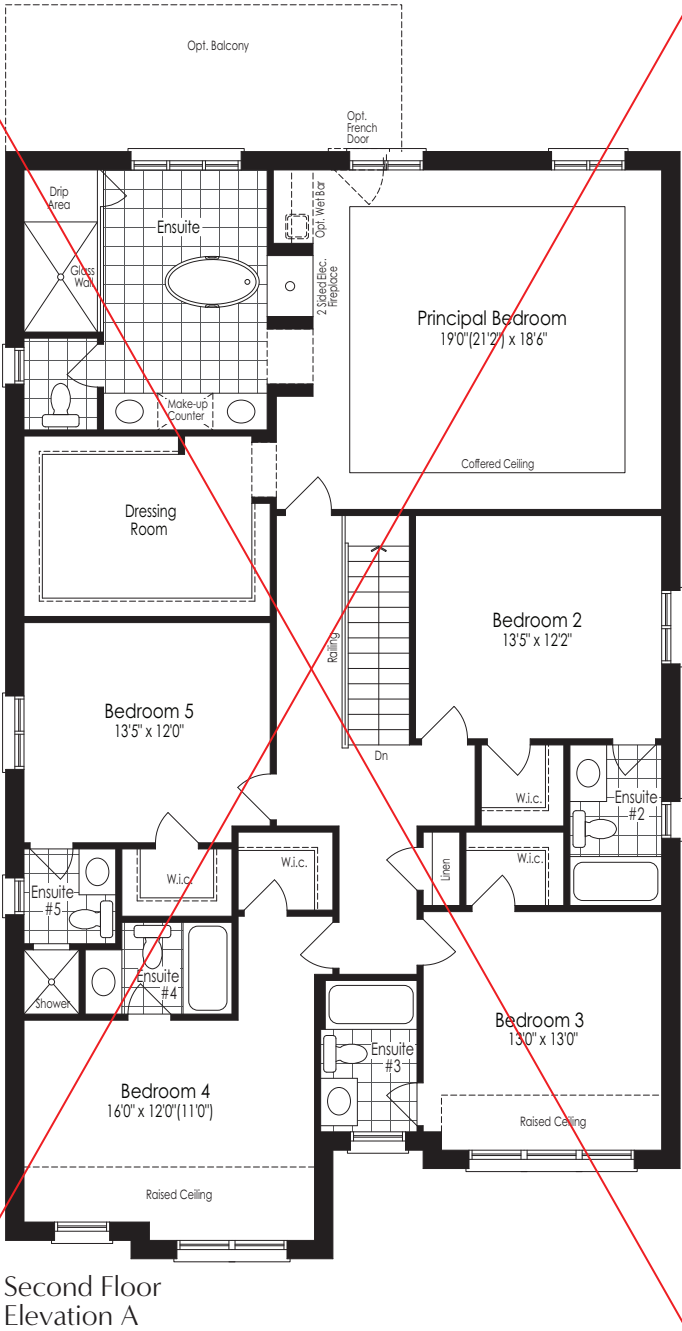 Opt. Balcony
Opt.
French
Door
Drip
Area
Ensuite
Opt. Wet Bar
Glass
Wall
2 Sided Elec.
Fireplace
Principal Bedroom
19'0"(21'2") x 18'6"
Make-up
Counter
Coffered Ceiling
Dressing
Room
Bedroom 2
13'5" x 12'2"
Railing
Bedroom 5
13'5" x 12'0"
Dn
W.i.c.
Ensuite
#2
W.i.c.
W.i.c.
Linen
W.i.c.
Ensuite
#5
Ensuite
#4
Shower
Bedroom 3
13'0" x 13'0"
Ensuite
#3
Bedroom 4
16'0" x 12'0"(11'0")
Raised Ceiling
Raised Ceiling
Second Floor
Elevation A